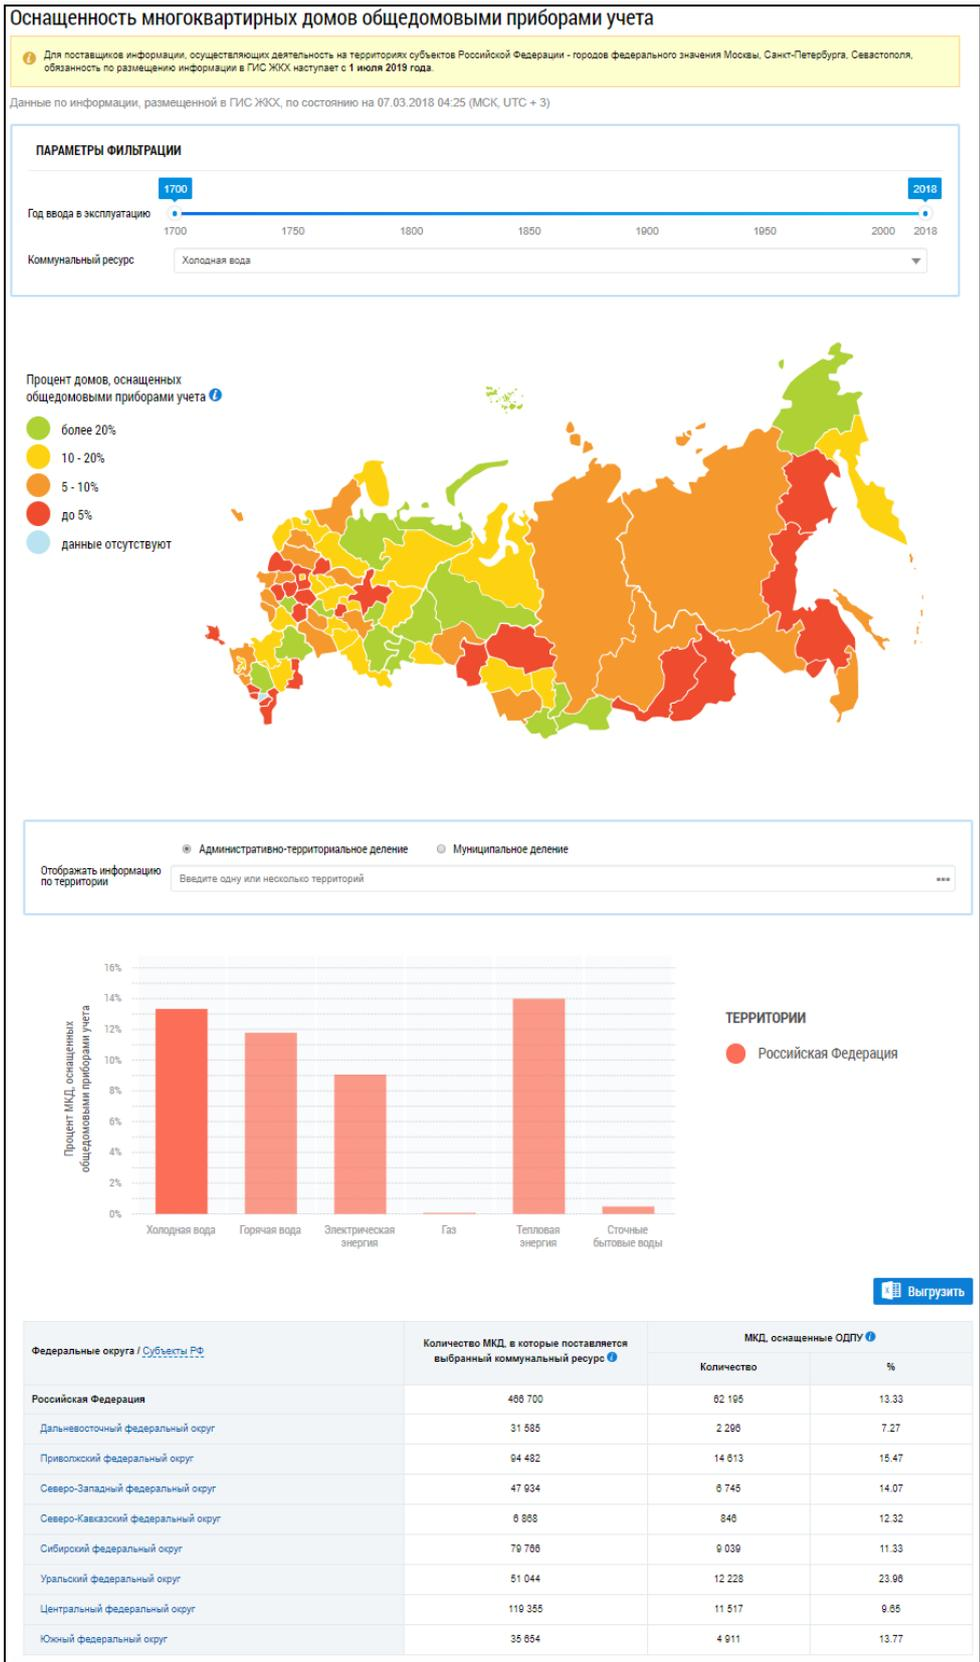 Оснащенность многоквартирных домов общедомовыми приборами учета
Для поставщиков информации, осуществляющих деятельность на территориях субъектов Российской Федерации - городов федерального значения Москвы, Санкт-Петербурга, Севастополя,
обязанность по размещению информации в ГИС ЖКХ наступает с 1 июля 2019 года.
Данные по информации, размещенной в ГИС ЖКХ, по состоянию на 07.03.2018 04:25 (МСК, UTC + 3)
ПАРАМЕТРЫ ФИЛЬТРАЦИИ
1700 2018
Год ввода в эксплуатацию
1700 1750 1800 1850 1900 1950 2000 2018
Коммунальный ресурс Холодная вода
Процент домов, оснащенных
общедомовыми приборами учета
более 20%
10 - 20%
5 - 10%
до 5%
данные отсутствуют
Административно-территориальное деление Муниципальное деление
Отображать информацию
по территории
Введите одну или несколько территорий
Процент МКД, оснащенных
общедомовыми приборами учета
16%
14%
12%
10%
8%
6%
4%
2%
0%
Холодная вода Горячая вода Электрическая энергия Газ Тепловая энергия Сточные бытовые воды
ТЕРРИТОРИИ
Российская Федерация
Выгрузить
Федеральные округа / Субъекты РФ
Количество МКД, в которые поставляется
выбранный коммунальный ресурс
МКД, оснащенные ОДПУ
Количество %
Российская Федерация 466 700 62 195 13.33
Дальневосточный федеральный округ 31 585 2 296 7.27
Приволжский федеральный округ 94 482 14 613 15.47
Северо-Западный федеральный округ 47 934 6 745 14.07
Северо-Кавказский федеральный округ 6 868 846 12.32
Сибирский федеральный округ 79 766 9 039 11.33
Уральский федеральный округ 51 044 12 228 23.96
Центральный федеральный округ 119 355 11 517 9.65
Южный федеральный округ 35 654 4 911 13.77